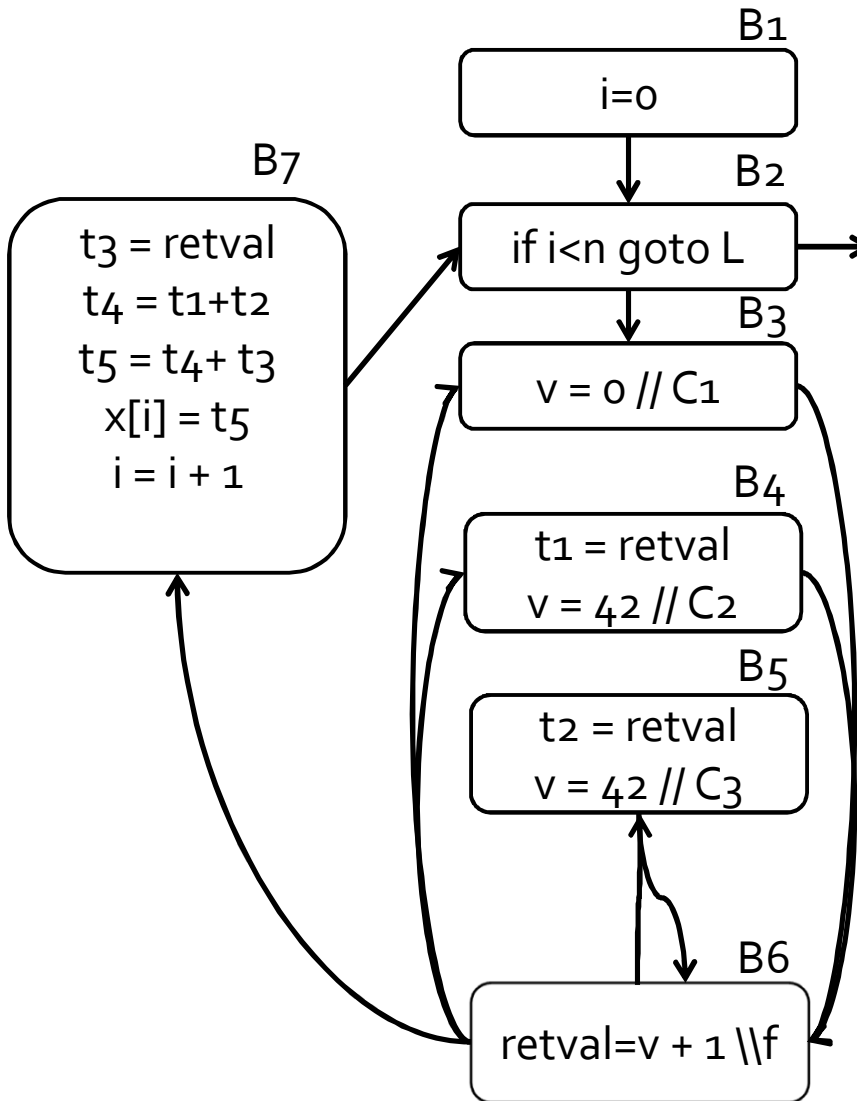 B1
i=0
B2
if i<n goto L
B3
v = 0 // C1
B4
t1 = retval
v = 42 // C2
B5
t2 = retval
v = 42 // C3
B6
retval=v + 1 \\f
B7
t3 = retval
t4 = t1+t2
t5 = t4+ t3
x[i] = t5
i = i + 1